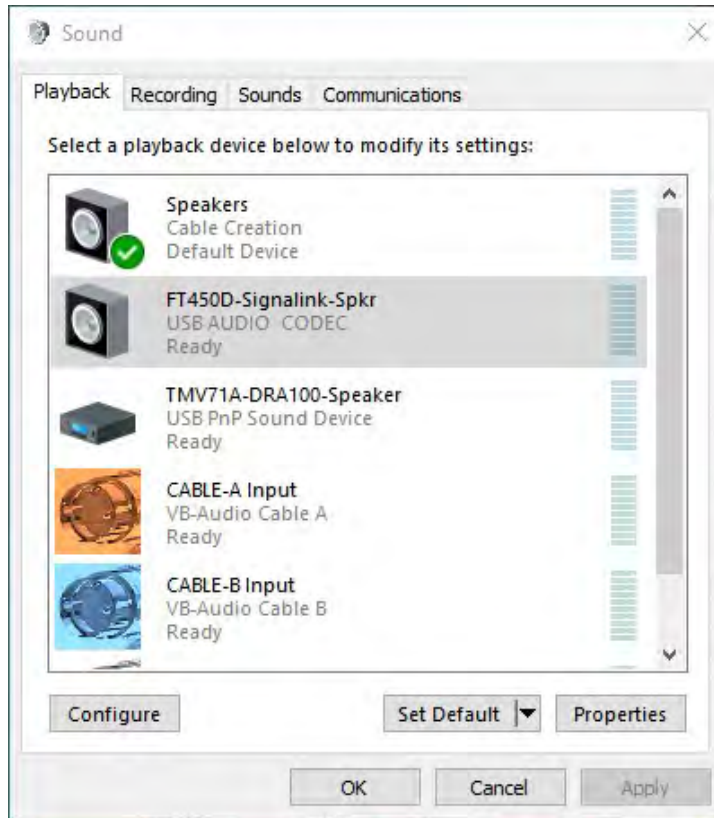 Sound
Playback Recording Sounds Communications
Select a playback device below to modify its settings:
Speakers
Cable Creation
Default Device
FT450D-Signalink-Spkr
USB AUDIO CODEC
Ready
TMV71A-DRA100-Speaker
USB PnP Sound Device
Ready
CABLE-A Input
VB-Audio Cable A
Ready
CABLE-B Input
VB-Audio Cable B
Ready
Configure Set Default Properties
OK Cancel Apply